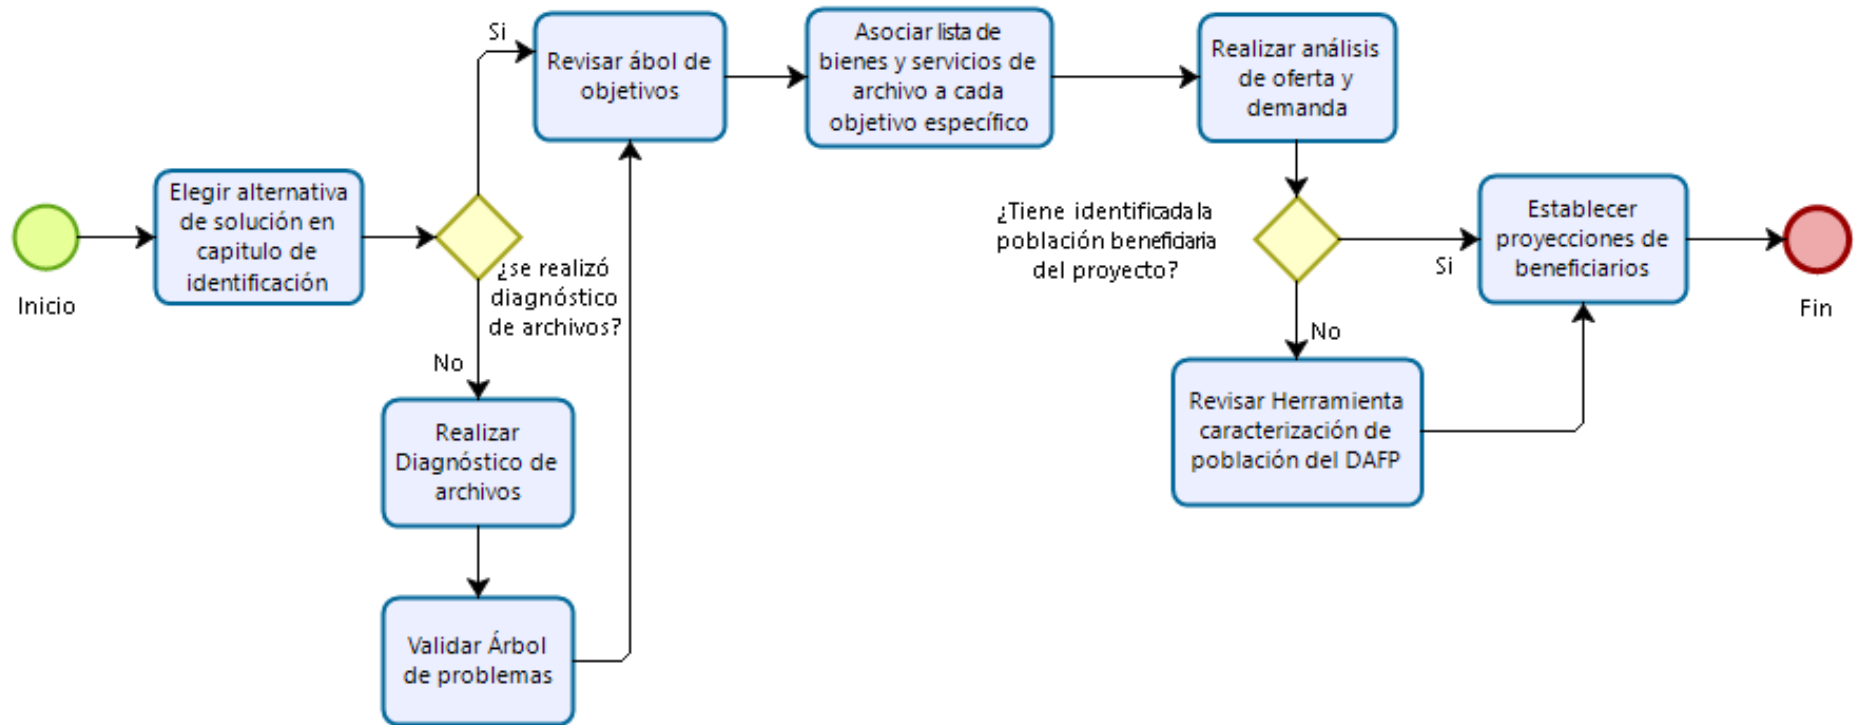 Inicio
Elegir alternativa
de solución en
capitulo de
identificación
¿se realizó
diagnóstico
de archivos?
Si
No
Realizar
Diagnóstico de
archivos
Validar Árbol
de problemas
Revisar ábol de
objetivos
Asociar lista de
bienes y servicios de
archivo a cada
objetivo específico
Realizar análisis
de oferta y
demanda
¿Tiene identificada la
población beneficiaria
del proyecto?
Si
No
Revisar Herramienta
caracterización de
población del DAFP
Establecer
proyecciones de
beneficiarios
Fin